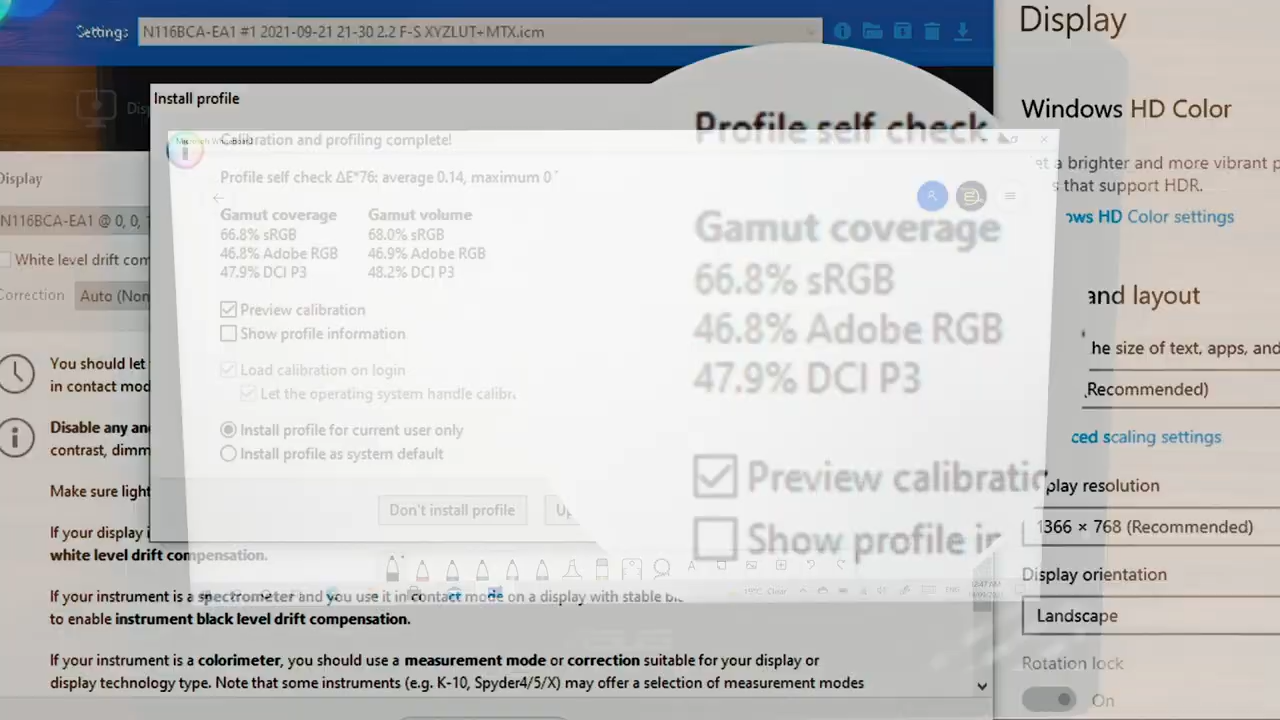 Settings
N116BCA-EA1 #1 2021-09-21 21-30 2.2 F-S XYZLUT+MTX.icm
Display
N116BCA-EA1 @ 0, 0,
White level drift com
Correction
Auto (Non
You should let
in contact mod
Disable any an
contrast, dimm
Make sure light
If your display i
white level drift compensation.
If your instrument is a spectrometer and you use it in contact mode on a display with stable
to enable instrument black level drift compensation.
If your instrument is a colorimeter, you should use a measurement mode or correction suitable for your display or
display technology type. Note that some instruments (e.g. K-10, Spyder4/5/X) may offer a selection of measurement modes
Install profile
Calibration and profiling complete!
Profile self check ΔE*76: average 0.14, maximum 0
Gamut coverage
66.8% sRGB
46.8% Adobe RGB
47.9% DCI P3
Gamut volume
68.0% sRGB
46.9% Adobe RGB
48.2% DCI P3
Preview calibration
Show profile information
Load calibration on login
Let the operating system handle calibr
Install profile for current user only
Install profile as system default
Don't install profile
Up
Profile self check
Gamut coverage
66.8% sRGB
46.8% Adobe RGB
47.9% DCI P3
Preview calibratio
Show profile in
Display
Windows HD Color
et a brighter and more vibrant p
s that support HDR.
ows HD Color settings
and layout
he size of text, apps, and
(Recommended)
ced scaling settings
play resolution
1366 × 768 (Recommended)
Display orientation
Landscape
Rotation lock
On